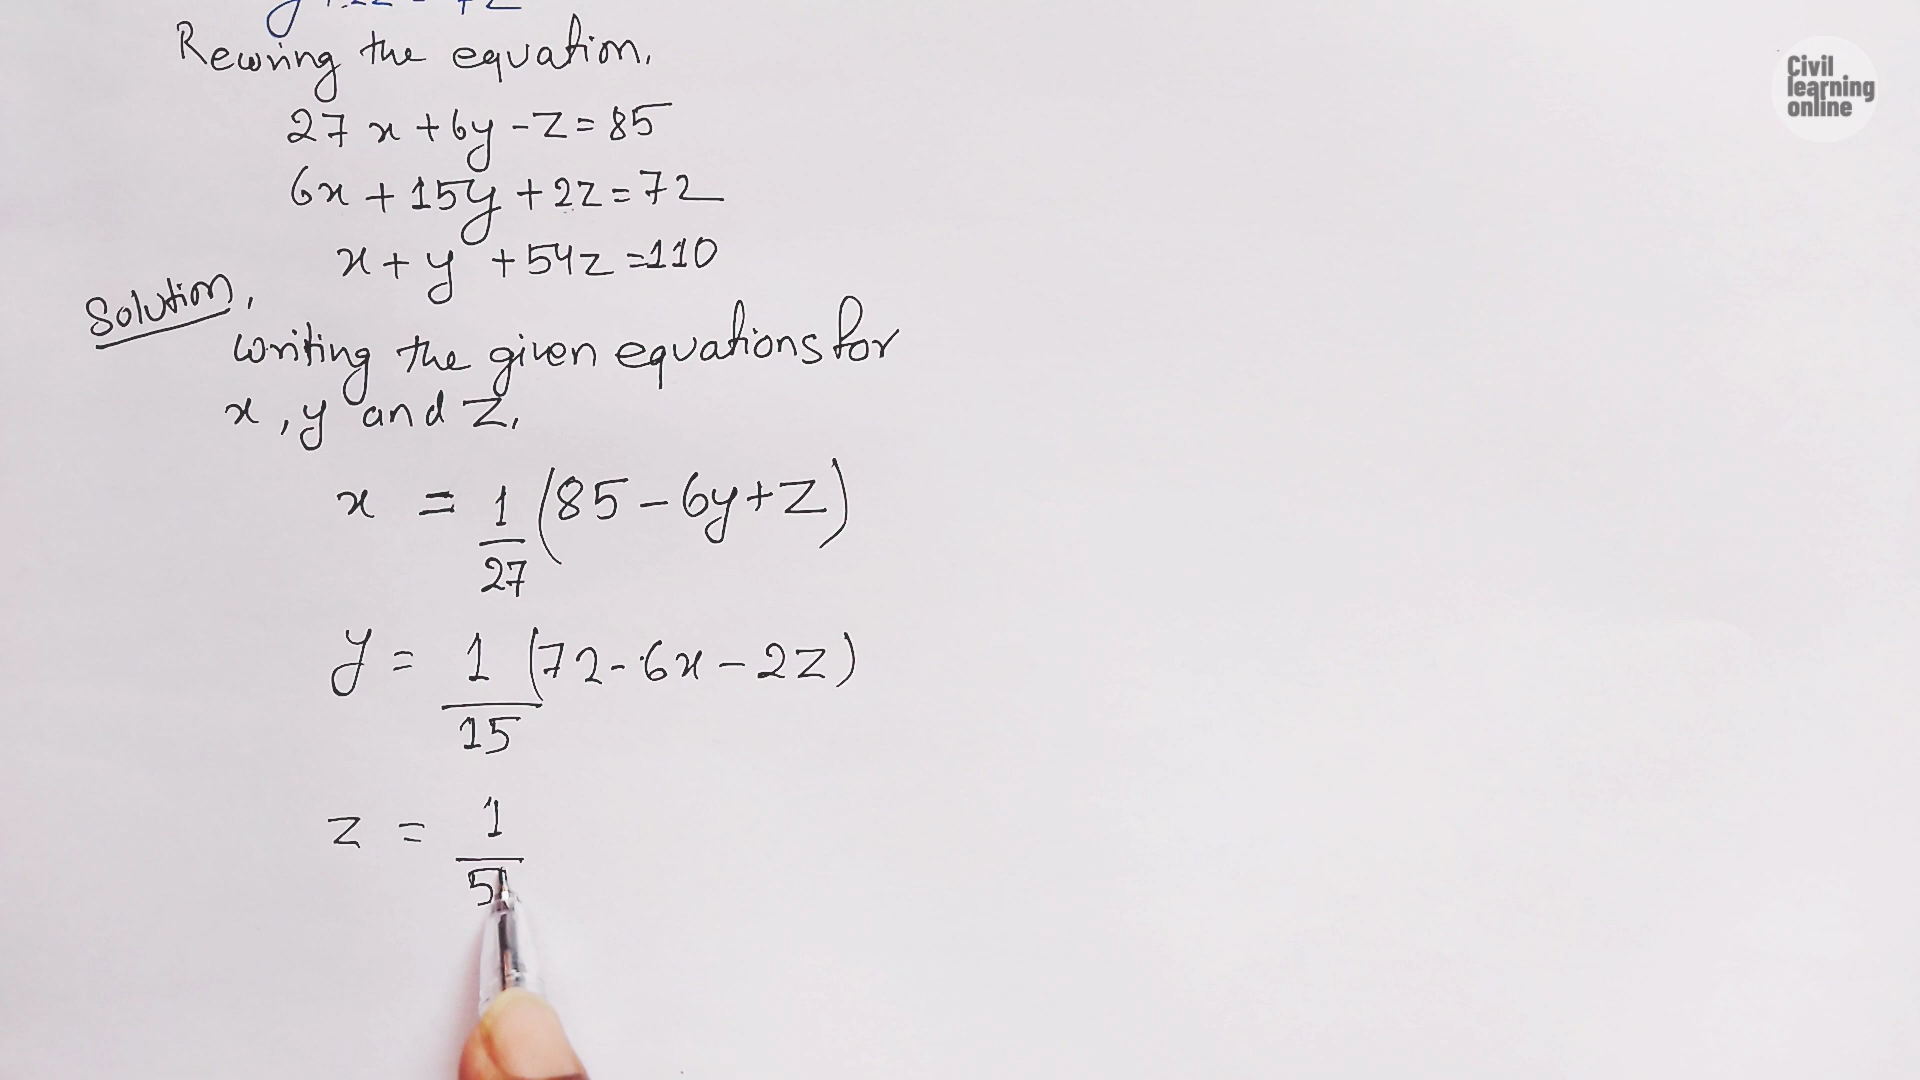 Rewring the equation,
27x+6y-z=85
6x+15y+2z=72
x+y+54z=110
Solution,
writing the given equations for
x, y and z,
x = 1/27 (85-6y+z)
y = 1/15 (72-6x-2z)
z = 1/5
Civil
learning
online